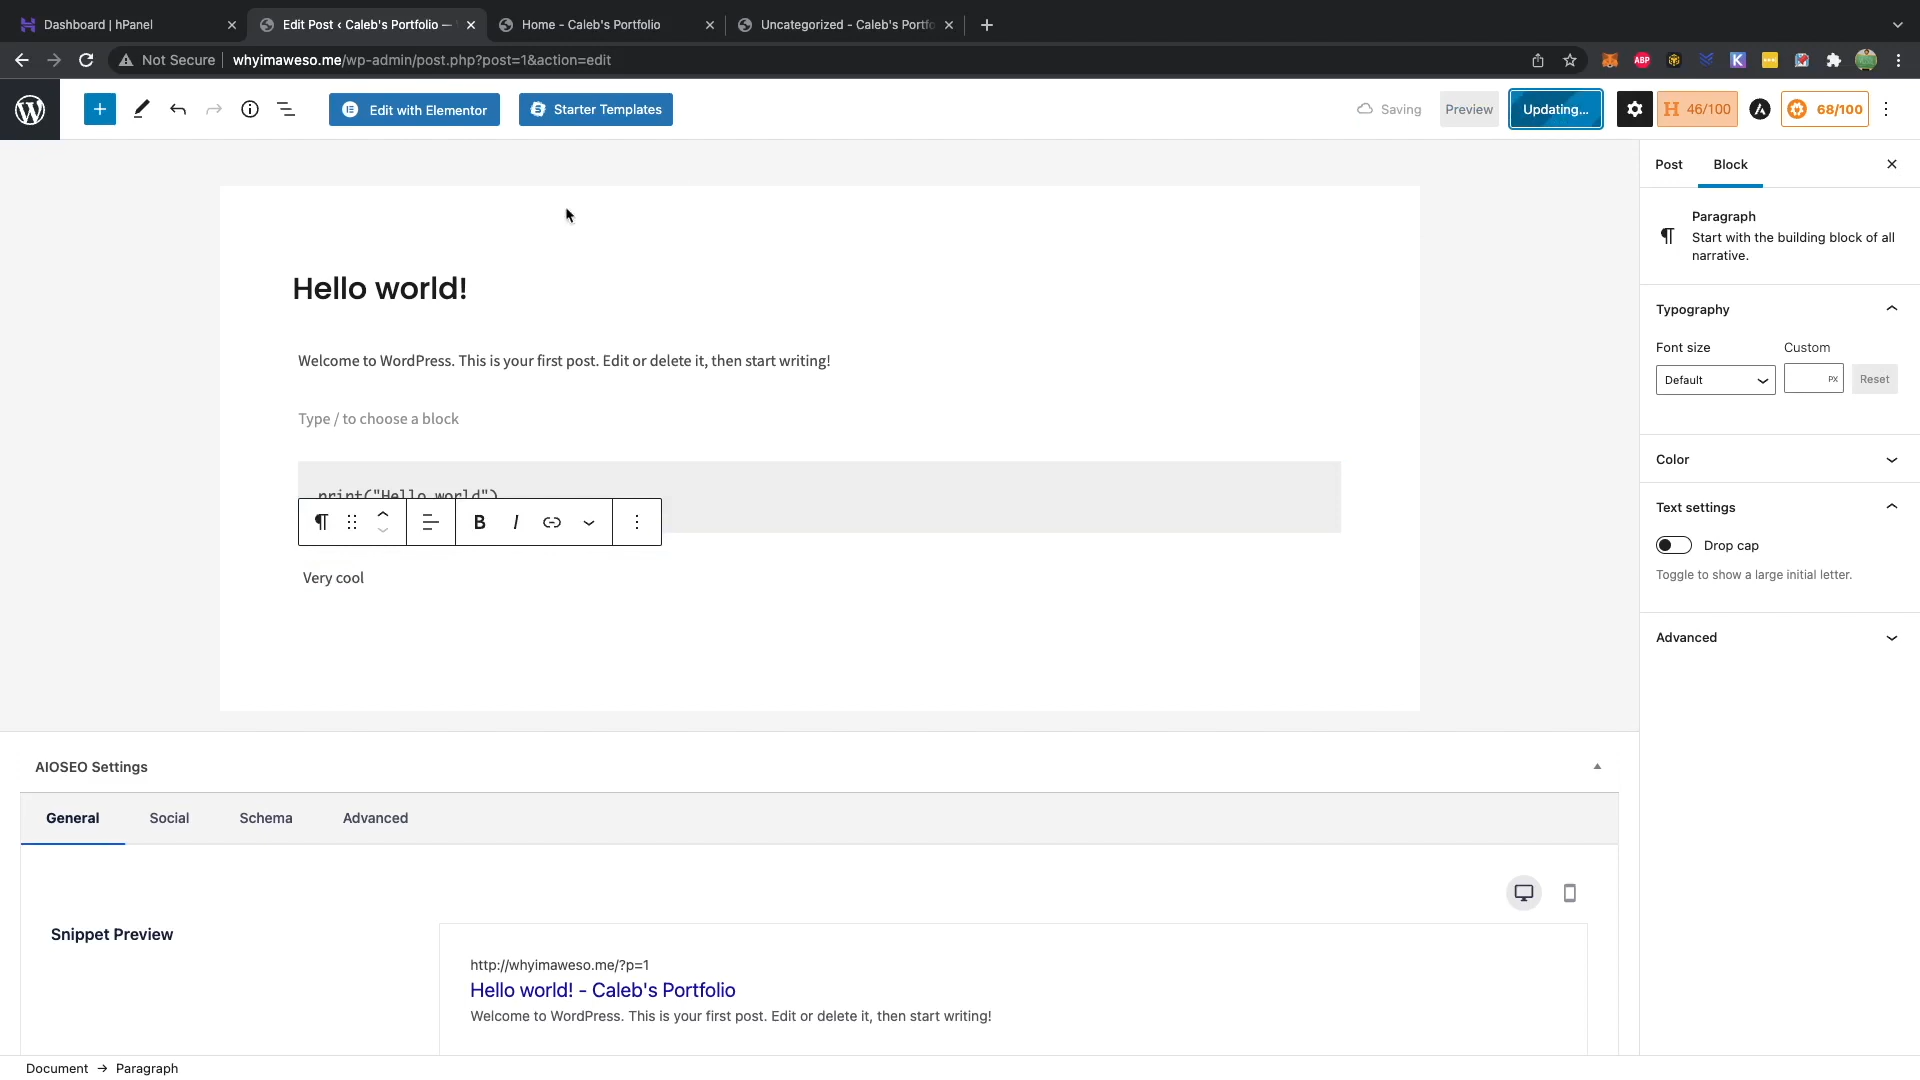 Dashboard | hPanel
Edit Post ‹ Caleb's Portfolio —
Home - Caleb's Portfolio
Uncategorized - Caleb's Portfo
Not Secure
whyimaweso.me/wp-admin/post.php?post=1&action=edit
ABP
K
Edit with Elementor
Starter Templates
Saving
Preview
Updating...
H 46/100
68/100
Post
Block
Paragraph
Start with the building block of all
narrative.
Hello world!
Typography
Welcome to WordPress. This is your first post. Edit or delete it, then start writing!
Font size
Custom
Default
PX
Reset
Type / to choose a block
Color
print("Hello world")
B
I
Text settings
Drop cap
Toggle to show a large initial letter.
Very cool
Advanced
AIOSEO Settings
General
Social
Schema
Advanced
Snippet Preview
http://whyimaweso.me/?p=1
Hello world! - Caleb's Portfolio
Welcome to WordPress. This is your first post. Edit or delete it, then start writing!
Document → Paragraph